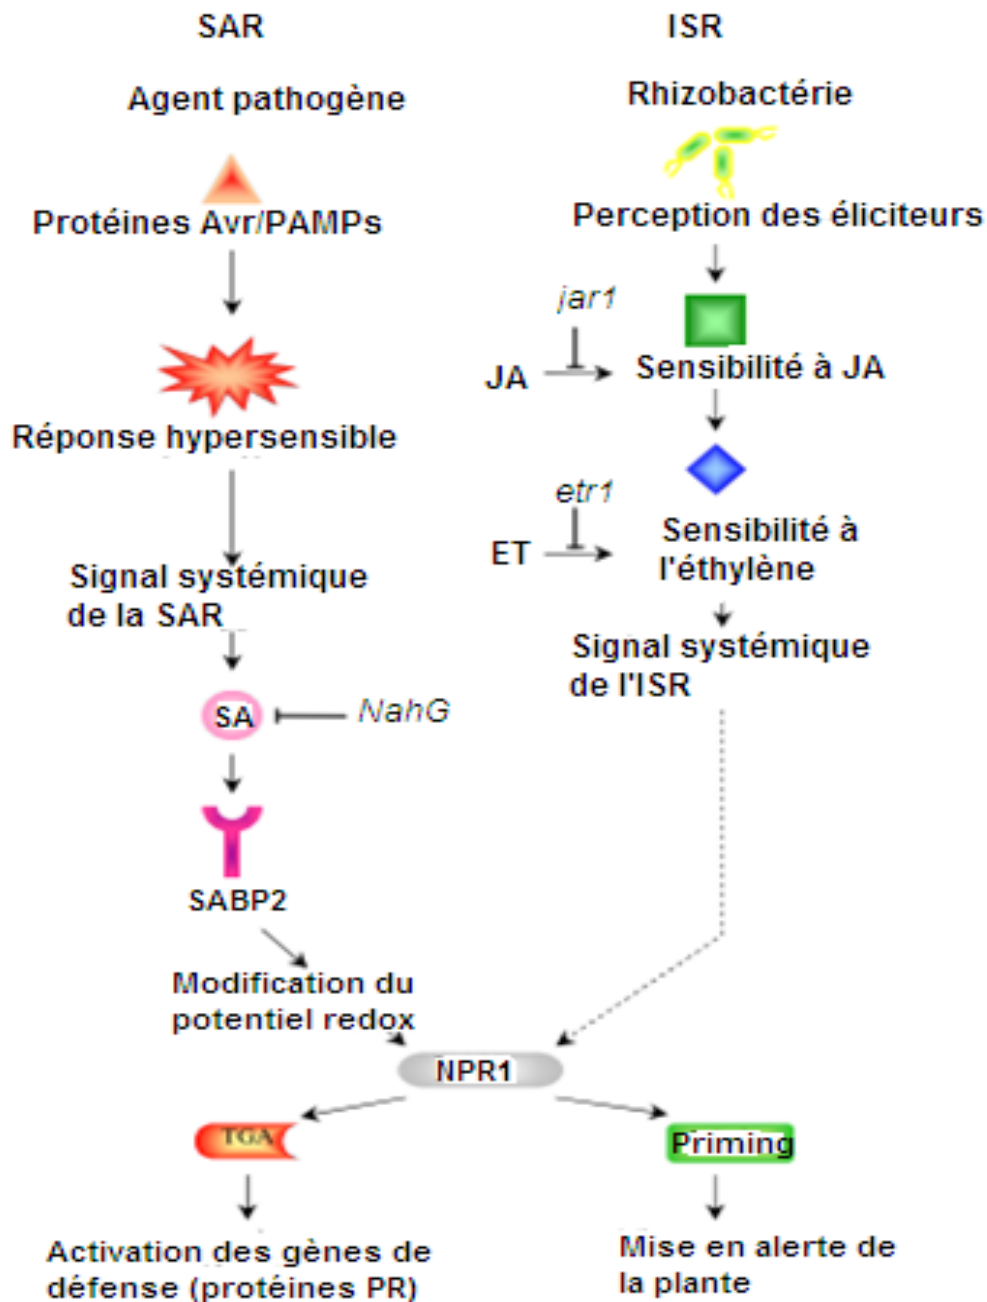 SAR
Agent pathogène
Protéines Avr/PAMPs
Réponse hypersensible
Signal systémique
de la SAR
SA
NahG
SABP2
Modification du
potentiel redox
ISR
Rhizobactérie
Perception des éliciteurs
jar1
JA
Sensibilité à JA
etr1
ET
Sensibilité à
l'éthylène
Signal systémique
de l'ISR
NPR1
TGA
Activation des gènes de
défense (protéines PR)
Priming
Mise en alerte de
la plante